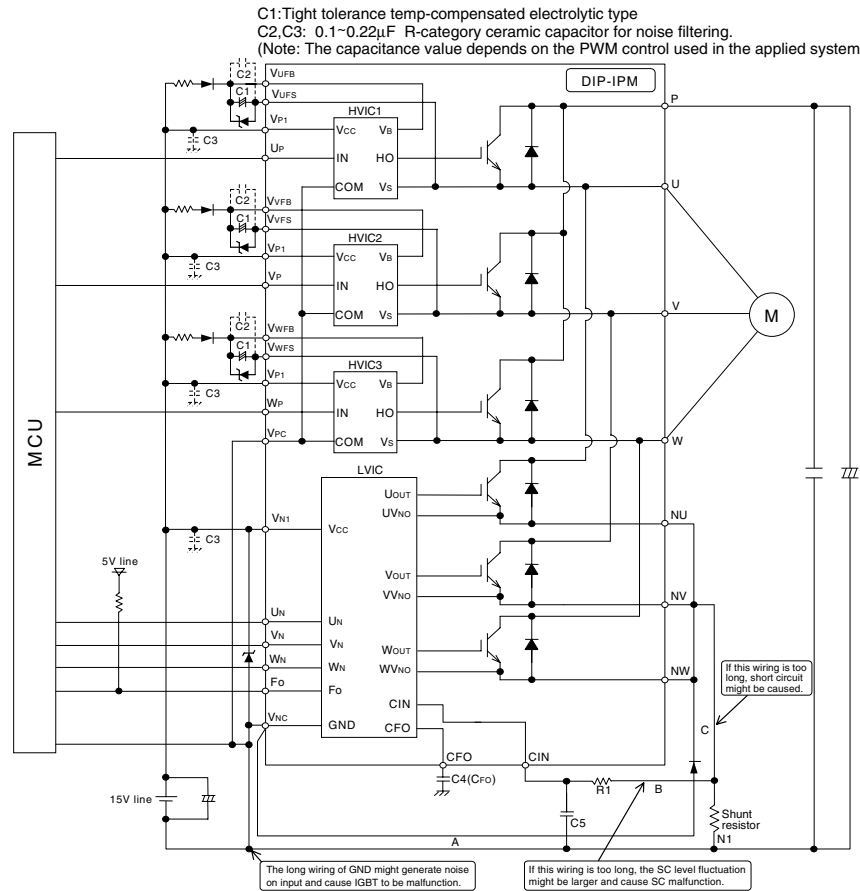 C1:Tight tolerance temp-compensated electrolytic type
C2,C3: 0.1~0.22μF R-category ceramic capacitor for noise filtering.
(Note: The capacitance value depends on the PWM control used in the applied system
C2
VUFB
DIP-IPM
C1
VUFS
P
HVIC1
VP1
C3
VCC
VB
UP
IN
HO
COM
VS
U
C2
VVFB
C1
VVFS
HVIC2
VP1
C3
VCC
VB
VP
IN
HO
COM
VS
V
M
C2
VWFB
C1
VWFS
HVIC3
VP1
C3
VCC
VB
WP
IN
HO
VPC
COM
VS
W
MCU
LVIC
UOUT
UVNO
NU
VN1
C3
VCC
5V line
VOUT
VVNO
NV
UN
UN
VN
VN
WOUT
WN
WN
WVNO
NW
FO
Fo
If this wiring is too
long, short circuit
might be caused.
CIN
VNC
GND
CFO
C
CFO
CIN
C4(CFO)
R1
B
15V line
C5
Shunt
resistor
N1
A
The long wiring of GND might generate noise
on input and cause IGBT to be malfunction.
If this wiring is too long, the SC level fluctuation
might be larger and cause SC malfunction.